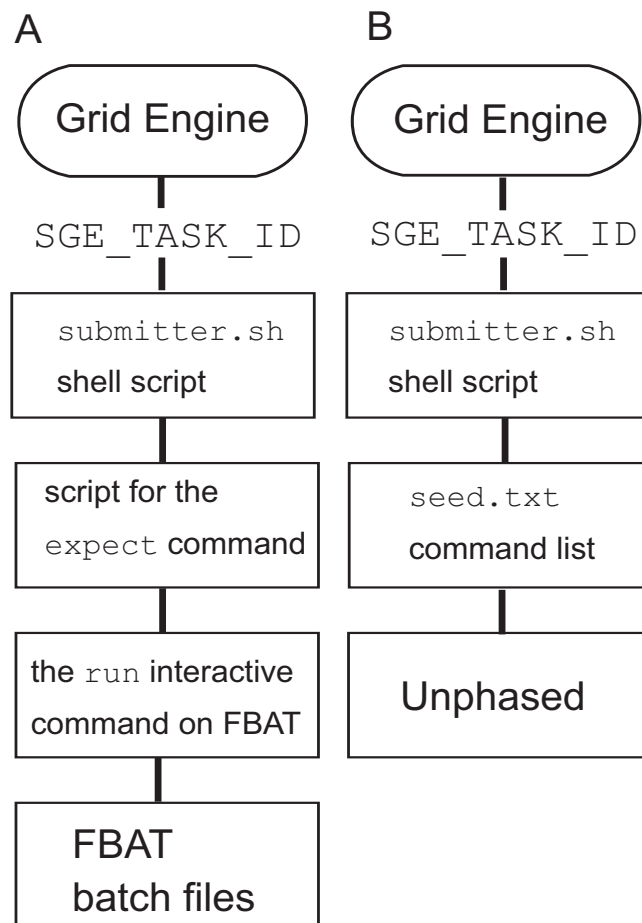 A
Grid Engine
SGE_TASK_ID
submitter.sh
shell script
script for the
expect command
the run interactive
command on FBAT
FBAT
batch files
B
Grid Engine
SGE_TASK_ID
submitter.sh
shell script
seed.txt
command list
Unphased